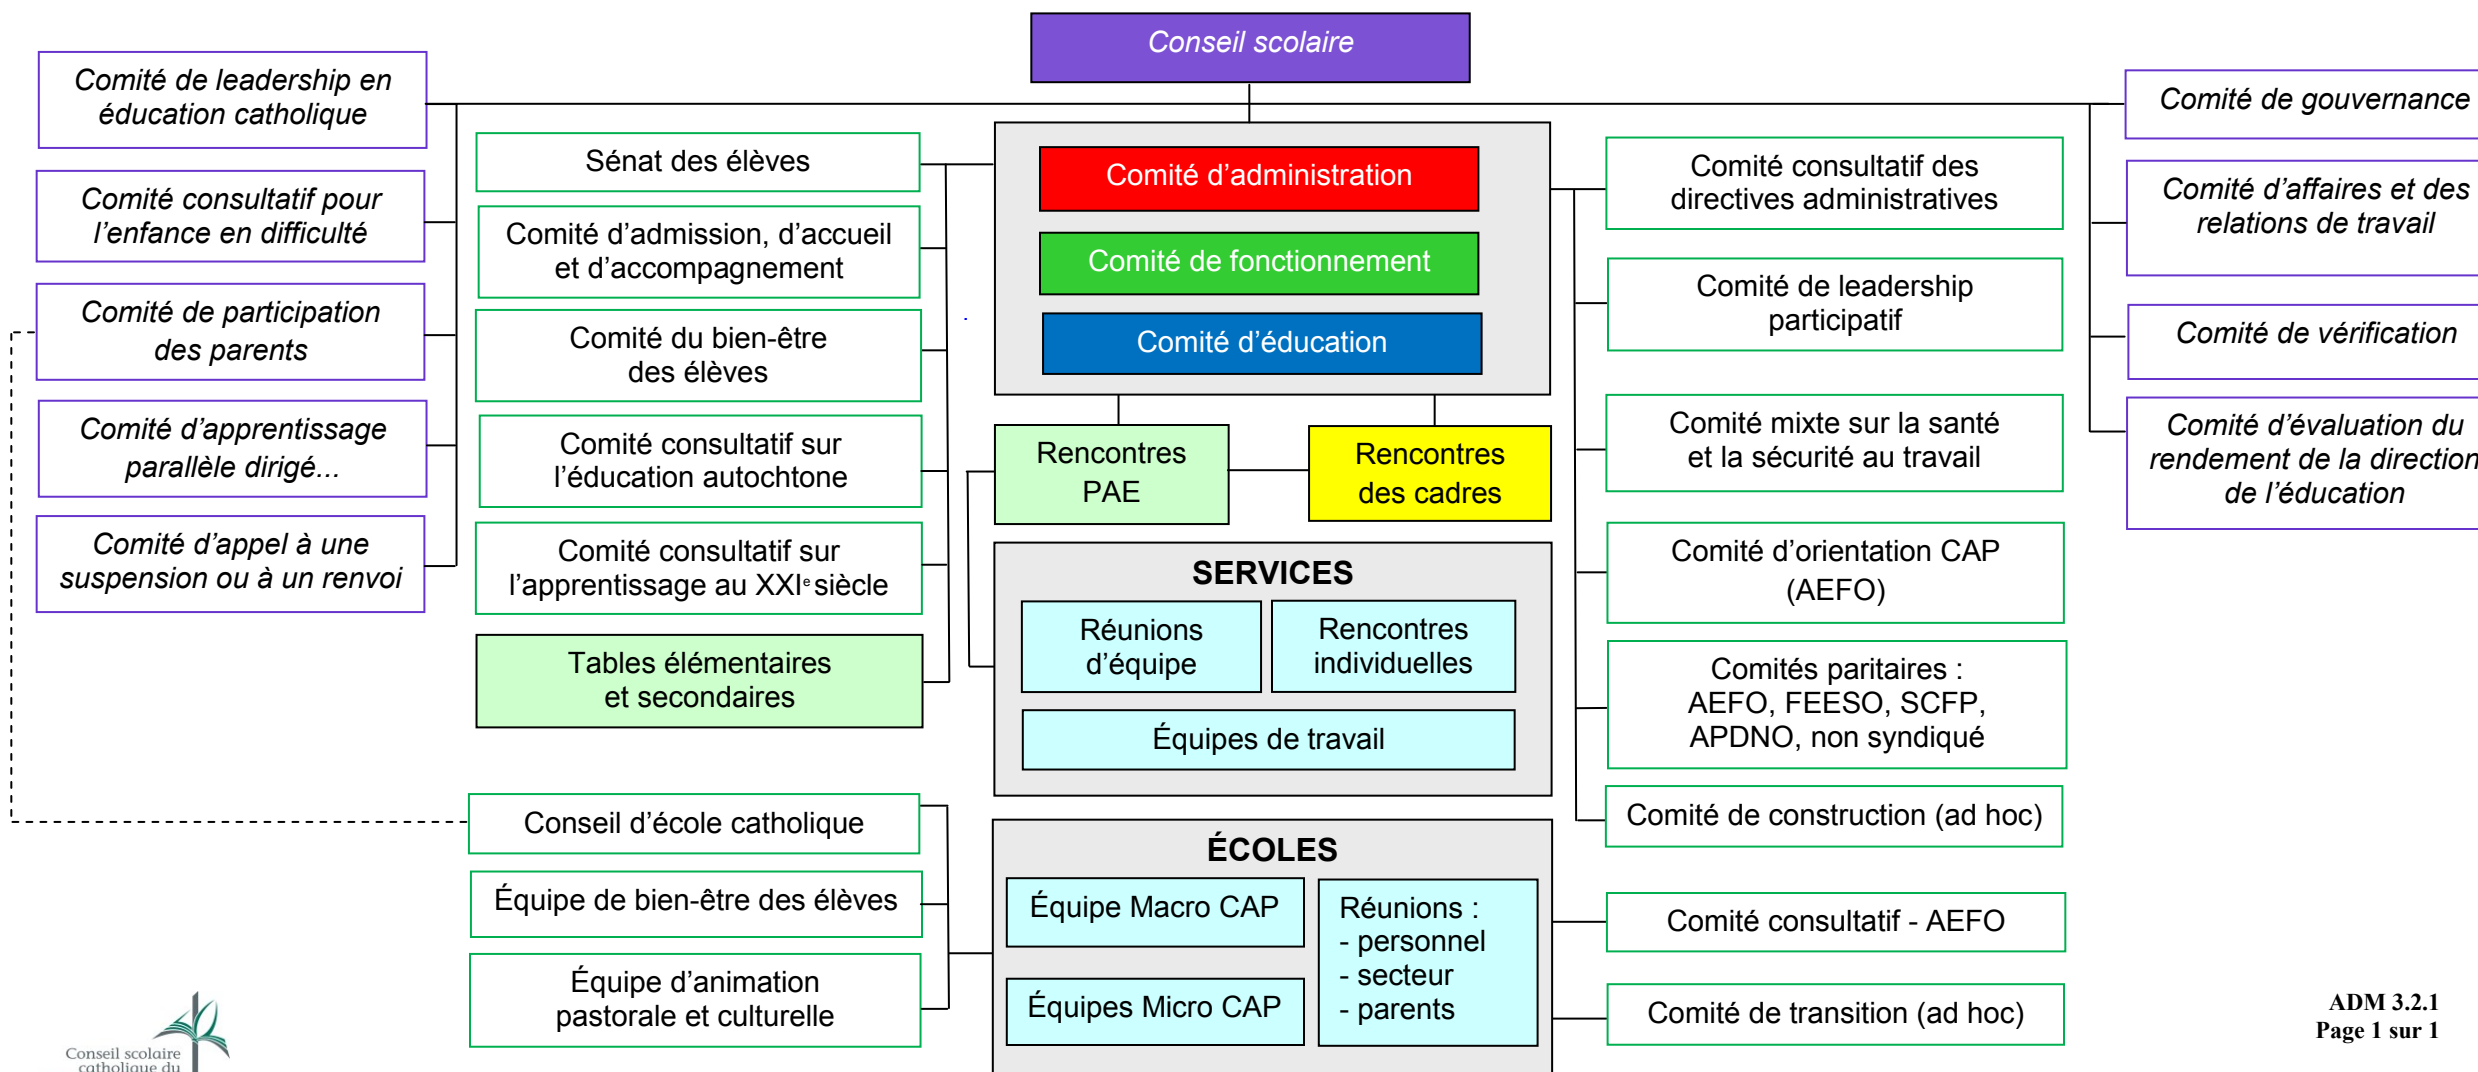 Conseil scolaire
Comité de leadership en
éducation catholique
Comité consultatif pour
l'enfance en difficulté
Comité de participation
des parents
Comité d'apprentissage
parallèle dirigé...
Comité d'appel à une
suspension ou à un renvoi
Sénat des élèves
Comité d'admission, d'accueil
et d'accompagnement
Comité du bien-être
des élèves
Comité consultatif sur
l'éducation autochtone
Comité consultatif sur
l'apprentissage au XXIe siècle
Tables élémentaires
et secondaires
Comité d'administration
Comité de fonctionnement
Comité d'éducation
Rencontres
PAE
Rencontres
des cadres
SERVICES
Réunions
d'équipe
Rencontres
individuelles
Équipes de travail
Comité consultatif des
directives administratives
Comité de leadership
participatif
Comité mixte sur la santé
et la sécurité au travail
Comité d'orientation CAP
(AEFO)
Comités paritaires :
AEFO, FEESO, SCFP,
APDNO, non syndiqué
Comité de construction (ad hoc)
Comité de gouvernance
Comité d'affaires et des
relations de travail
Comité de vérification
Comité d'évaluation du
rendement de la direction
de l'éducation
Conseil d'école catholique
Équipe de bien-être des élèves
Équipe d'animation
pastorale et culturelle
ÉCOLES
Équipe Macro CAP
Équipes Micro CAP
Réunions :
- personnel
- secteur
- parents
Comité consultatif - AEFO
Comité de transition (ad hoc)
Conseil scolaire
catholique du
ADM 3.2.1
Page 1 sur 1